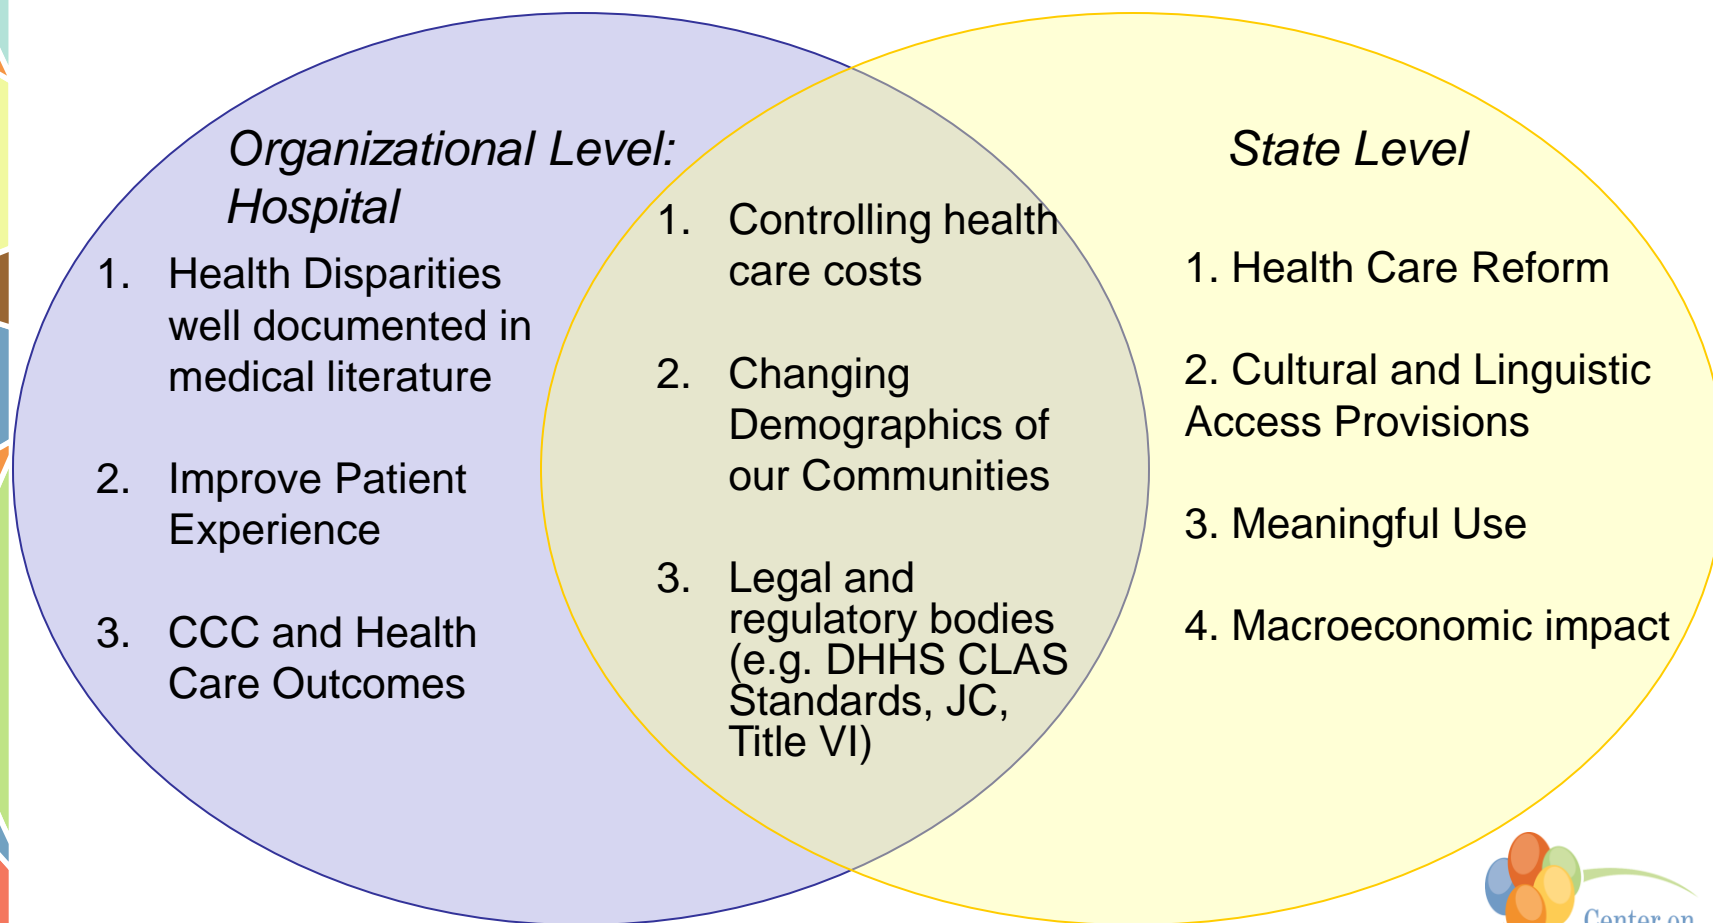 Organizational Level:
Hospital
1. Health Disparities
well documented in
medical literature
2. Improve Patient
Experience
3. CCC and Health
Care Outcomes
1. Controlling health
care costs
2. Changing
Demographics of
our Communities
3. Legal and
regulatory bodies
(e.g. DHHS CLAS
Standards, JC,
Title VI)
State Level
1. Health Care Reform
2. Cultural and Linguistic
Access Provisions
3. Meaningful Use
4. Macroeconomic impact
Center on